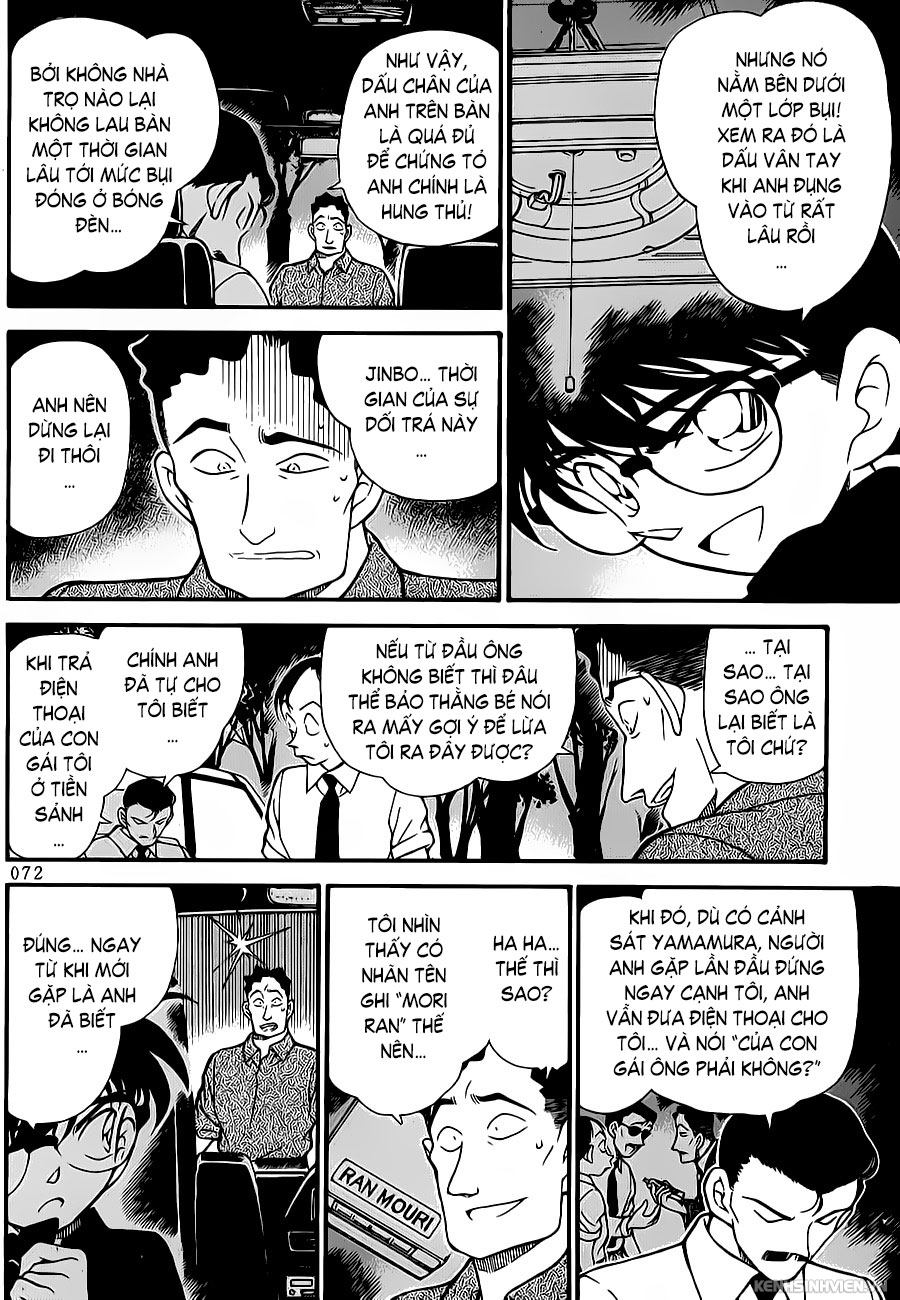 NHƯNG NÓ
NẰM BÊN DƯỚI
MỘT LỚP BỤI!
XEM RA ĐÓ LÀ
DẤU VÂN TAY
KHI ANH ĐỤNG
VÀO TỪ RẤT
LÂU RỒI
...
NHƯ VẬY,
DẤU CHÂN CỦA
ANH TRÊN BÀN
LÀ QUÁ ĐỦ
ĐỂ CHỨNG TỎ
ANH CHÍNH LÀ
HUNG THỦ!
BỞI KHÔNG NHÀ
TRỌ NÀO LẠI
KHÔNG LAU BÀN
MỘT THỜI GIAN
LÂU TỚI MỨC BỤI
ĐÓNG Ở BÓNG
ĐÈN...
JINBO... THỜI
GIAN CỦA SỰ
DỐI TRÁ NÀY
...
ANH NÊN
DỪNG LẠI
ĐI THÔI
...
... TẠI
SAO... TẠI
SAO ÔNG
LẠI BIẾT LÀ
TÔI CHỨ?
NẾU TỪ ĐẦU ÔNG
KHÔNG BIẾT THÌ ĐÂU
THỂ BẢO THẰNG BÉ NÓI
RA MẤY GỢI Ý ĐỂ LỪA
TÔI RA ĐÂY ĐƯỢC?
CHÍNH ANH
ĐÃ TỰ CHO
TÔI BIẾT
...
KHI TRẢ
ĐIỆN
THOẠI
CỦA CON
GÁI TÔI
Ở TIỀN
SẢNH
...
072
KHI ĐÓ, DÙ CÓ CẢNH
SÁT YAMAMURA, NGƯỜI
ANH GẶP LẦN ĐẦU ĐỨNG
NGAY CẠNH TÔI, ANH
VẪN ĐƯA ĐIỆN THOẠI CHO
TÔI... VÀ NÓI "CỦA CON
GÁI ÔNG PHẢI KHÔNG?"
HA HA...
THẾ THÌ
SAO?
TÔI NHÌN
THẤY CÓ
NHÃN TÊN
GHI "MORI
RAN" THẾ
NÊN...
RAN MOURI
ĐÚNG... NGAY
TỪ KHI MỚI
GẶP LÀ ANH
ĐÃ BIẾT
...
KENHSINHVIEN.VN